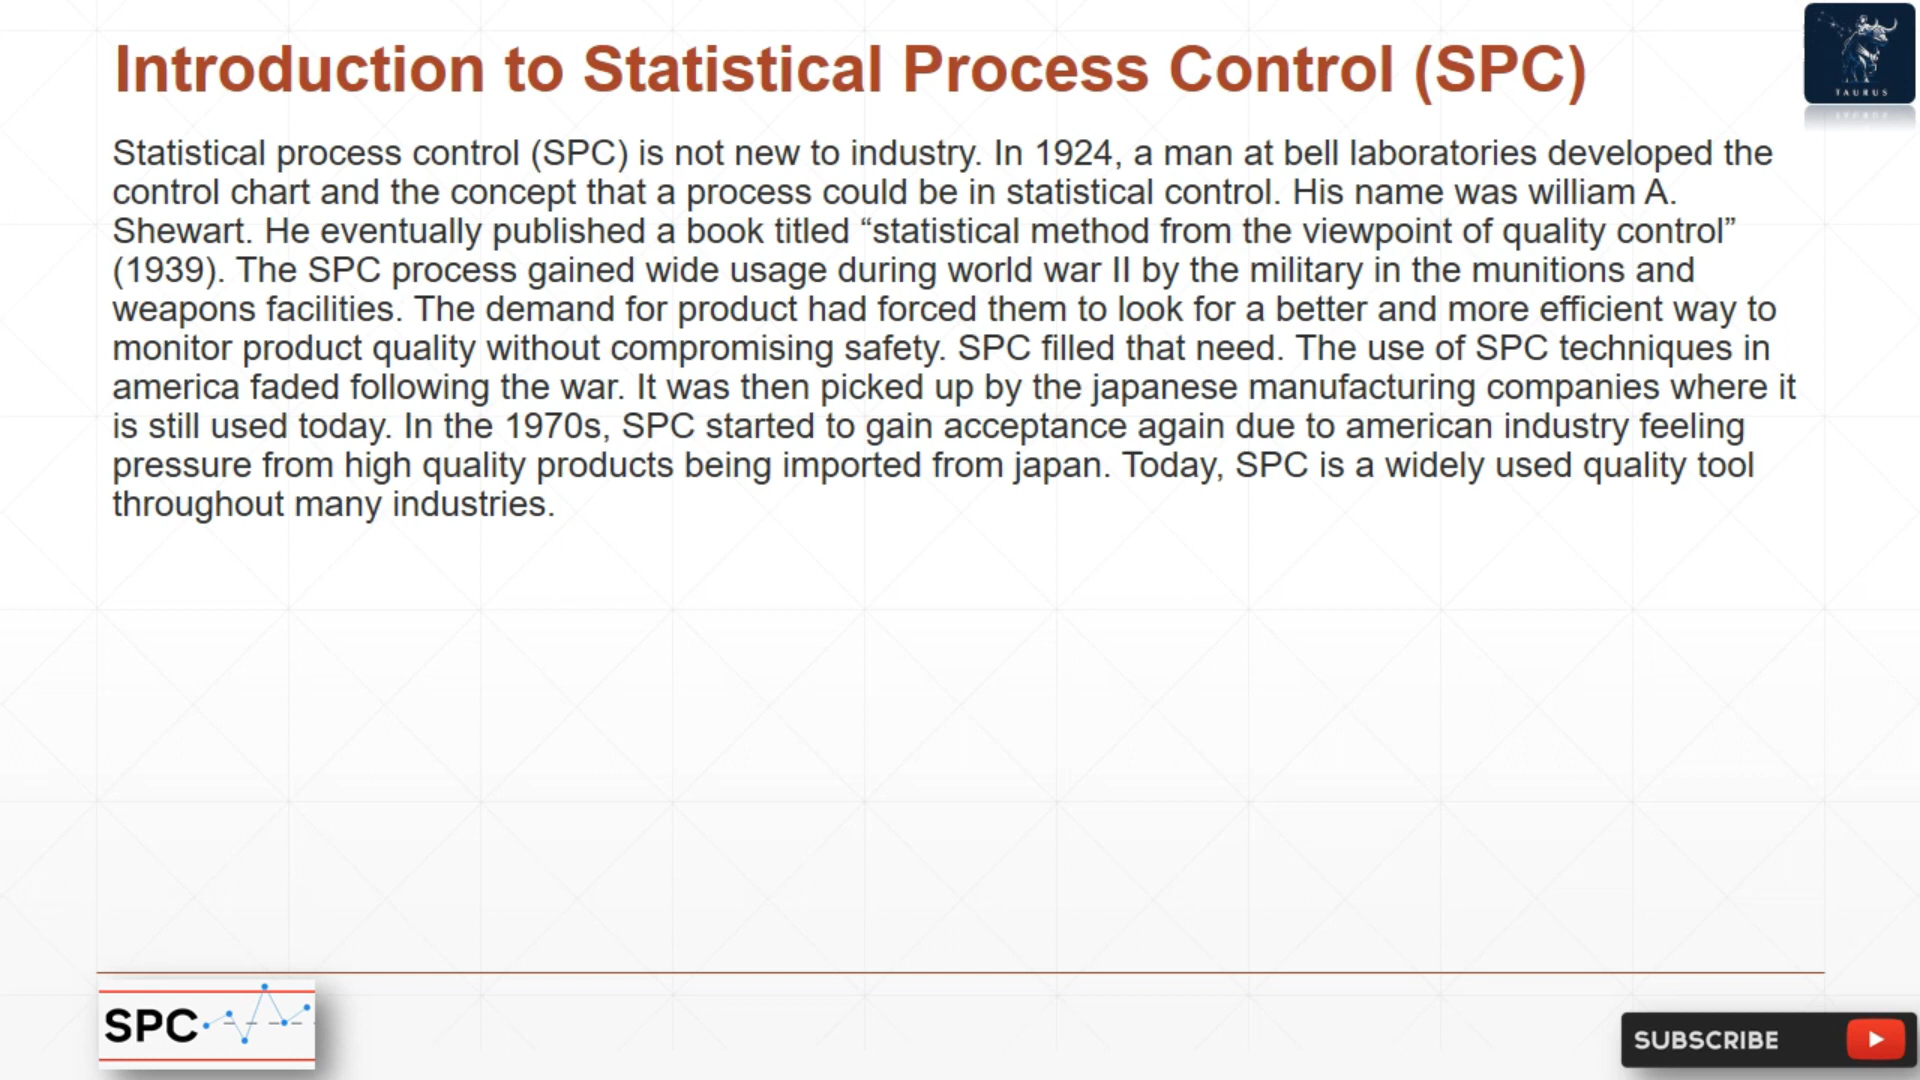 Introduction to Statistical Process Control (SPC)
TAURUS
Statistical process control (SPC) is not new to industry. In 1924, a man at bell laboratories developed the
control chart and the concept that a process could be in statistical control. His name was william A.
Shewart. He eventually published a book titled “statistical method from the viewpoint of quality control”
(1939). The SPC process gained wide usage during world war II by the military in the munitions and
weapons facilities. The demand for product had forced them to look for a better and more efficient way to
monitor product quality without compromising safety. SPC filled that need. The use of SPC techniques in
america faded following the war. It was then picked up by the japanese manufacturing companies where it
is still used today. In the 1970s, SPC started to gain acceptance again due to american industry feeling
pressure from high quality products being imported from japan. Today, SPC is a widely used quality tool
throughout many industries.
SPC
SUBSCRIBE